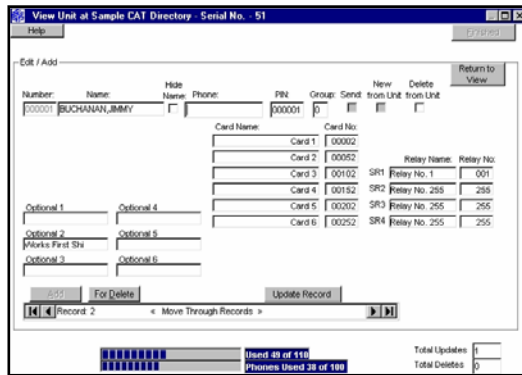 View Unit at Sample CAT Directory - Serial No. - 51
Help
Finished
Edit / Add
Return to View
Number: Name: Hide Name: Phone: PIN: Group: Send: New from Unit Delete from Unit
000001 BUCHANAN,JIMMY 000001 0
Card Name: Card No:
Card 1 00002
Card 2 00052
Card 3 00102
Card 4 00152
Card 5 00202
Card 6 00252
Relay Name: Relay No:
SR1 Relay No. 1 001
SR2 Relay No. 255 255
SR3 Relay No. 255 255
SR4 Relay No. 255 255
Optional 1 Optional 4
Optional 2 Optional 5
Works First Shi
Optional 3 Optional 6
Add For Delete Update Record
Record: 2 « Move Through Records »
Used 49 of 110
Phones Used 38 of 100
Total Updates 1
Total Deletes 0